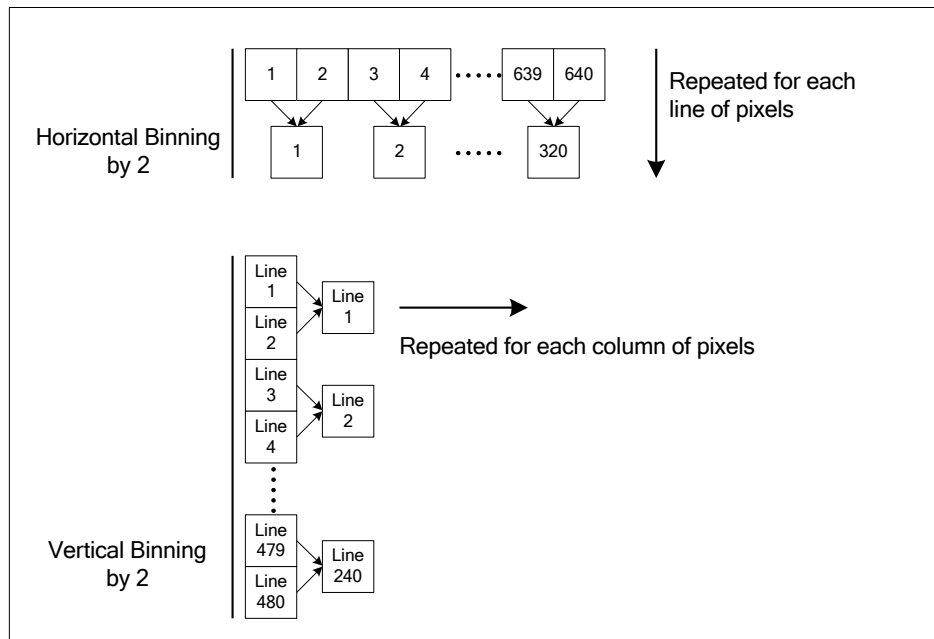 1 2 3 4 ..... 639 640
Repeated for each
line of pixels
Horizontal Binning
by 2
1 2 ..... 320
Line
1
Line
2
Line
3
Line
4
Line
479
Line
480
Line
1
Line
2
Line
240
Repeated for each column of pixels
Vertical Binning
by 2